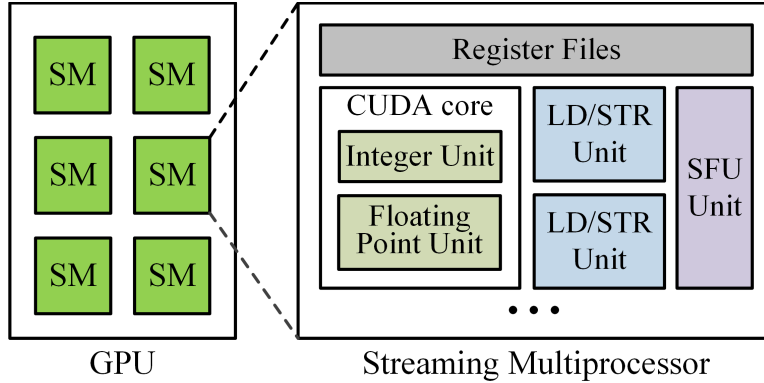 SM SM
SM SM
SM SM
GPU
Register Files
CUDA core
Integer Unit
Floating
Point Unit
LD/STR
Unit
LD/STR
Unit
SFU
Unit
• • •
Streaming Multiprocessor